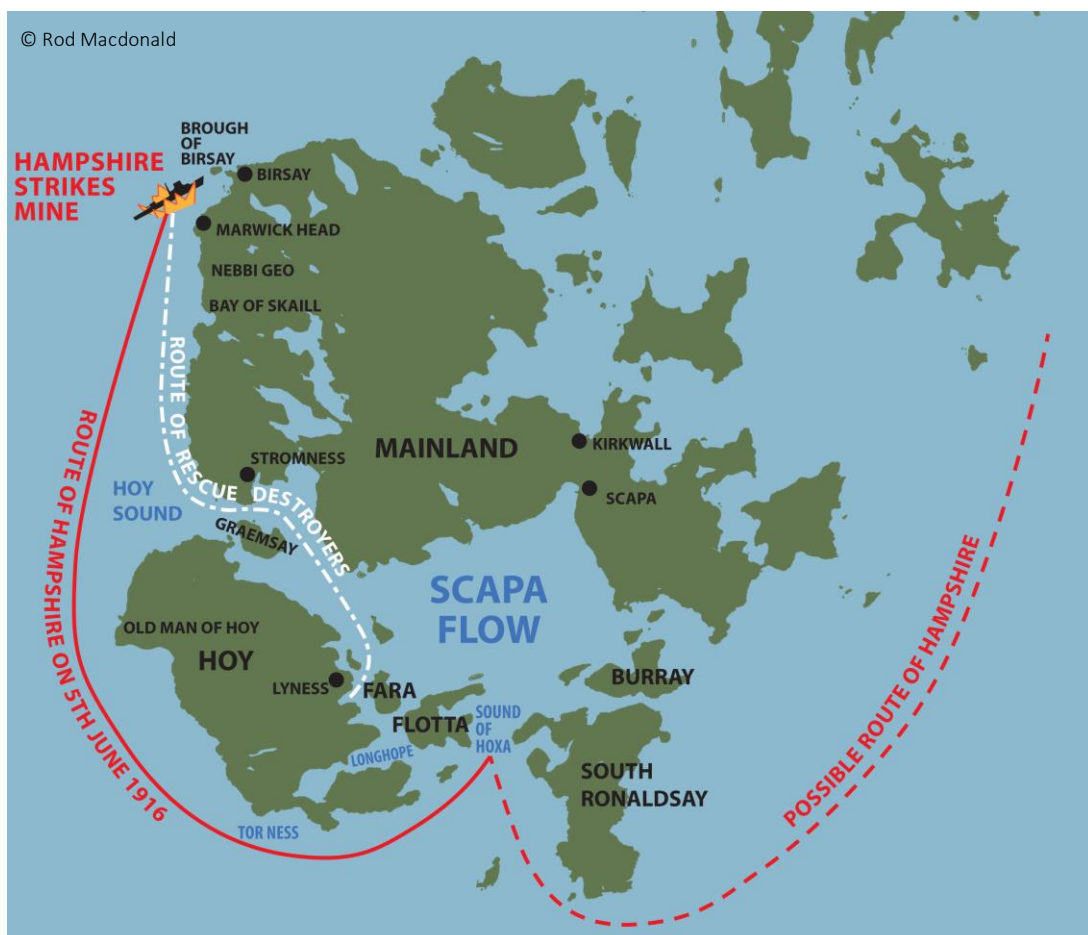 © Rod Macdonald
BROUGH
OF
BIRSAY
HAMPSHIRE
STRIKES
MINE
BIRSAY
MARWICK HEAD
NEBBI GEO
BAY OF SKAILL
ROUTE OF RESCUE DESTROYERS
ROUTE OF HAMPSHIRE ON 5TH JUNE 1916
MAINLAND
KIRKWALL
STROMNESS
SCAPA
HOY
SOUND
GRAEMSAY
SCAPA
FLOW
OLD MAN OF HOY
HOY
LYNESS
FARA
BURRAY
FLOTTA
SOUND
OF
HOXA
LONGHOPE
SOUTH
RONALDSAY
TOR NESS
POSSIBLE ROUTE OF HAMPSHIRE